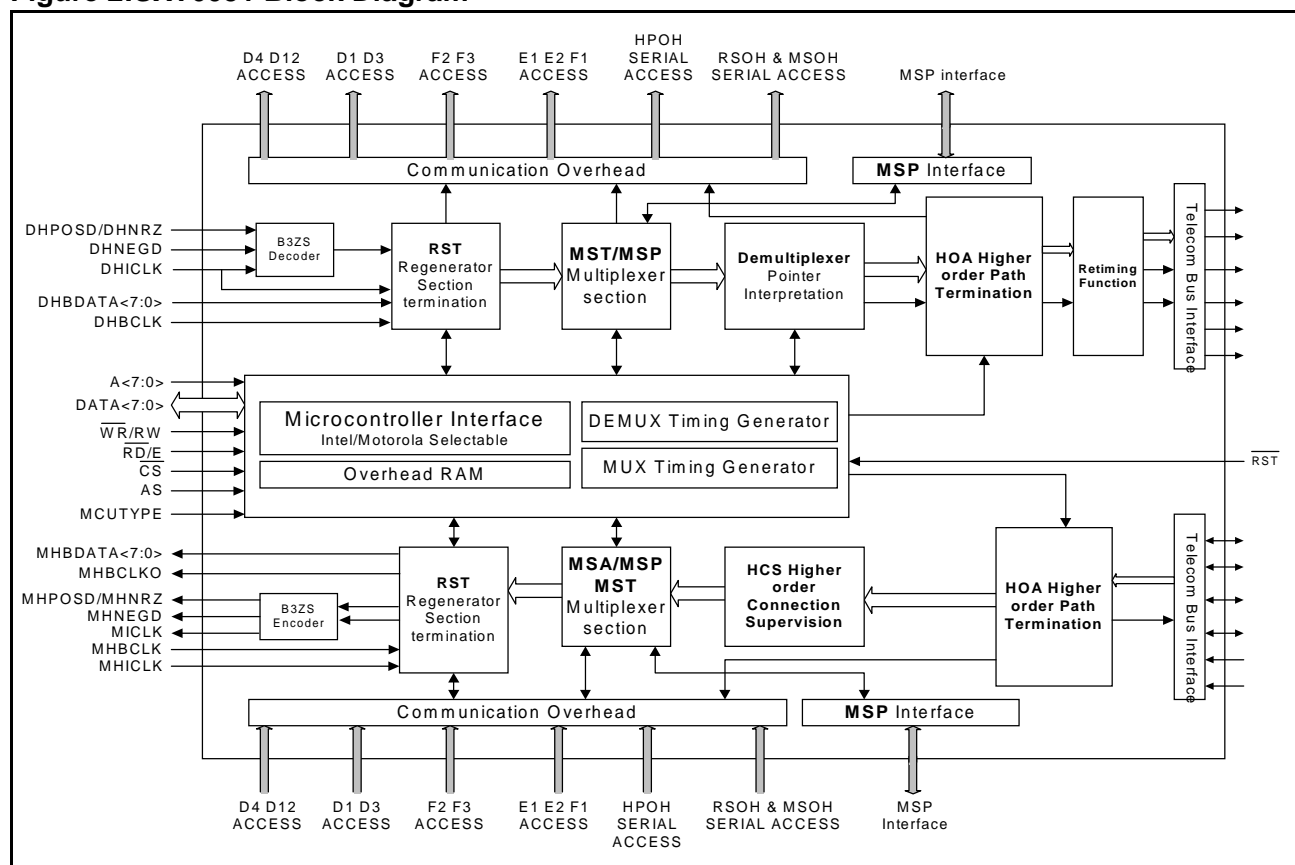 D4 D12
ACCESS
D1 D3
ACCESS
F2 F3
ACCESS
E1 E2 F1
ACCESS
HPOH
SERIAL
ACCESS
RSOH & MSOH
SERIAL ACCESS
MSP interface
Communication Overhead
MSP Interface
DHPOSD/DHNRZ
DHNEGD
DHICLK
DHBDATA<7:0>
DHBCLK
B3ZS
Decoder
RST
Regenerator
Section
termination
MST/MSP
Multiplexer
section
Demultiplexer
Pointer
Interpretation
HOA Higher
order Path
Termination
Retiming
Function
Telecom Bus Interface
A<7:0>
DATA<7:0>
WR/RW
RD/E
CS
AS
MCUTYPE
Microcontroller Interface
Intel/Motorola Selectable
Overhead RAM
DEMUX Timing Generator
MUX Timing Generator
RST
MHBDATA<7:0>
MHBCLKO
MHPOSD/MHNRZ
MHNEGD
MICLK
MHBCLK
MHICLK
B3ZS
Encoder
RST
Regenerator
Section
termination
MSA/MSP
MST
Multiplexer
section
HCS Higher
order
Connection
Supervision
HOA Higher
order Path
Termination
Telecom Bus Interface
Communication Overhead
MSP Interface
D4 D12
ACCESS
D1 D3
ACCESS
F2 F3
ACCESS
E1 E2 F1
ACCESS
HPOH
SERIAL
ACCESS
RSOH & MSOH
SERIAL ACCESS
MSP
Interface